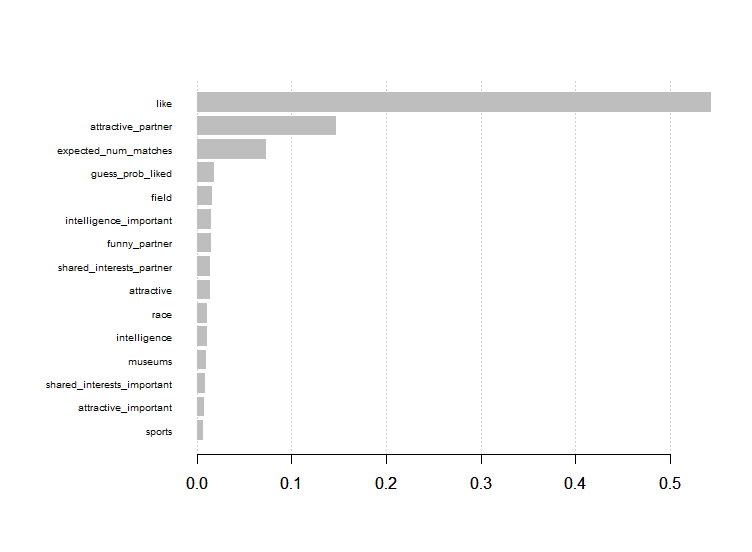 like
attractive_partner
expected_num_matches
guess_prob_liked
field
intelligence_important
funny_partner
shared_interests_partner
attractive
race
intelligence
museums
shared_interests_important
attractive_important
sports
0.0 0.1 0.2 0.3 0.4 0.5